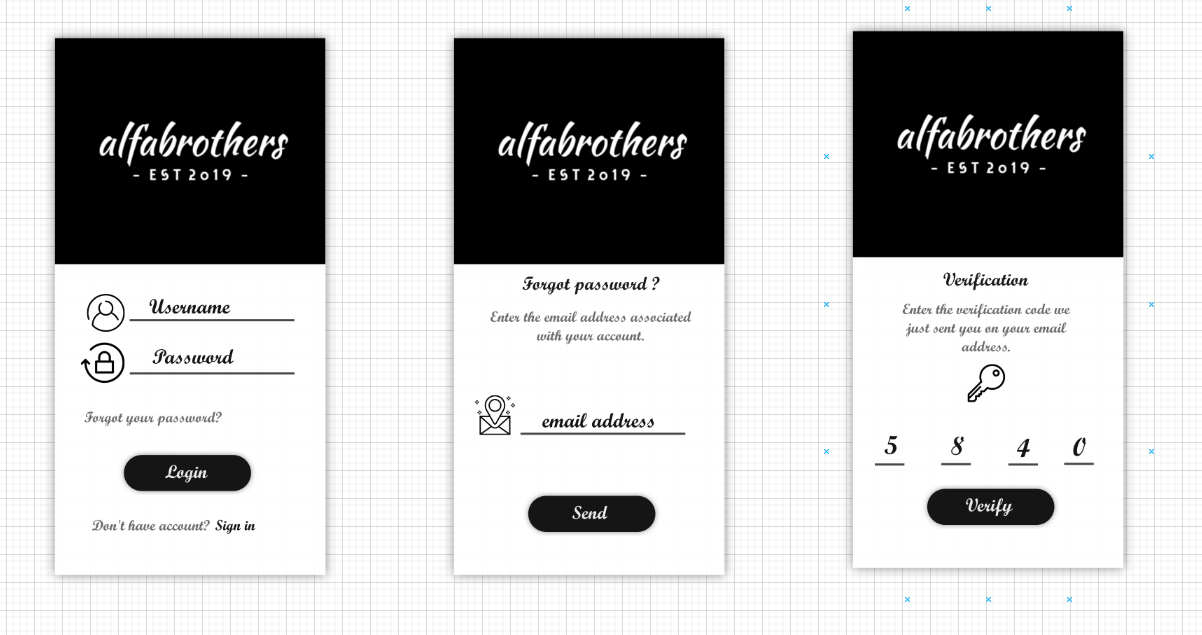 alfabrothers
- EST 2019 -
Username
Password
Forgot your password?
Login
Don't have account? Sign in
alfabrothers
- EST 2019 -
Forgot password ?
Enter the email address associated
with your account.
email address
Send
alfabrothers
- EST 2019 -
Verification
Enter the verification code we
just sent you on your email
address.
5 8 4 0
Verify